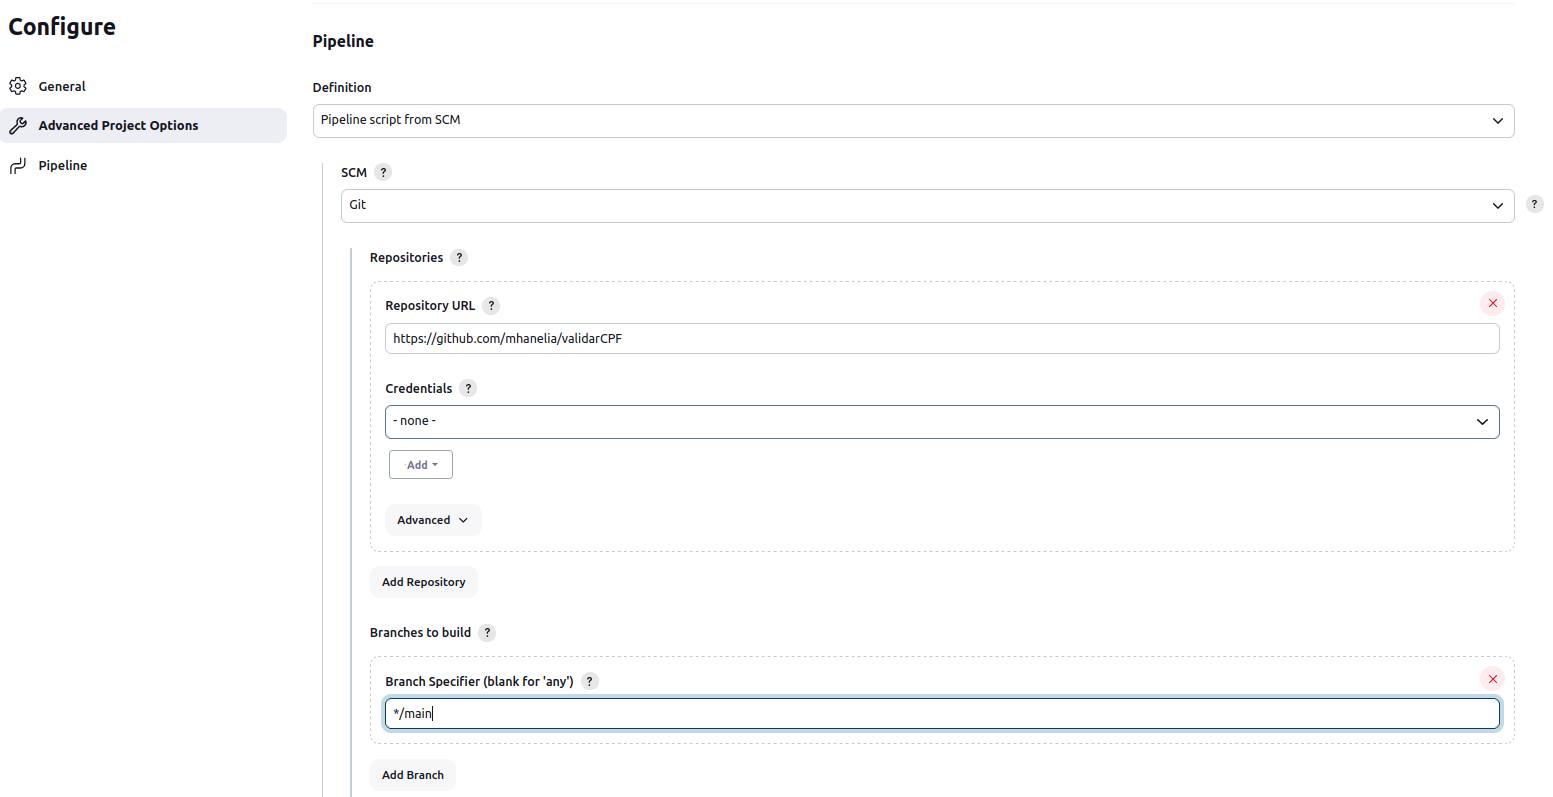 Configure
General
Advanced Project Options
Pipeline
Pipeline
Definition
Pipeline script from SCM
SCM ?
Git
?
Repositories ?
Repository URL ?
https://github.com/mhanelia/validarCPF
Credentials ?
- none -
Add
Advanced
Add Repository
Branches to build ?
Branch Specifier (blank for 'any') ?
*/main
Add Branch